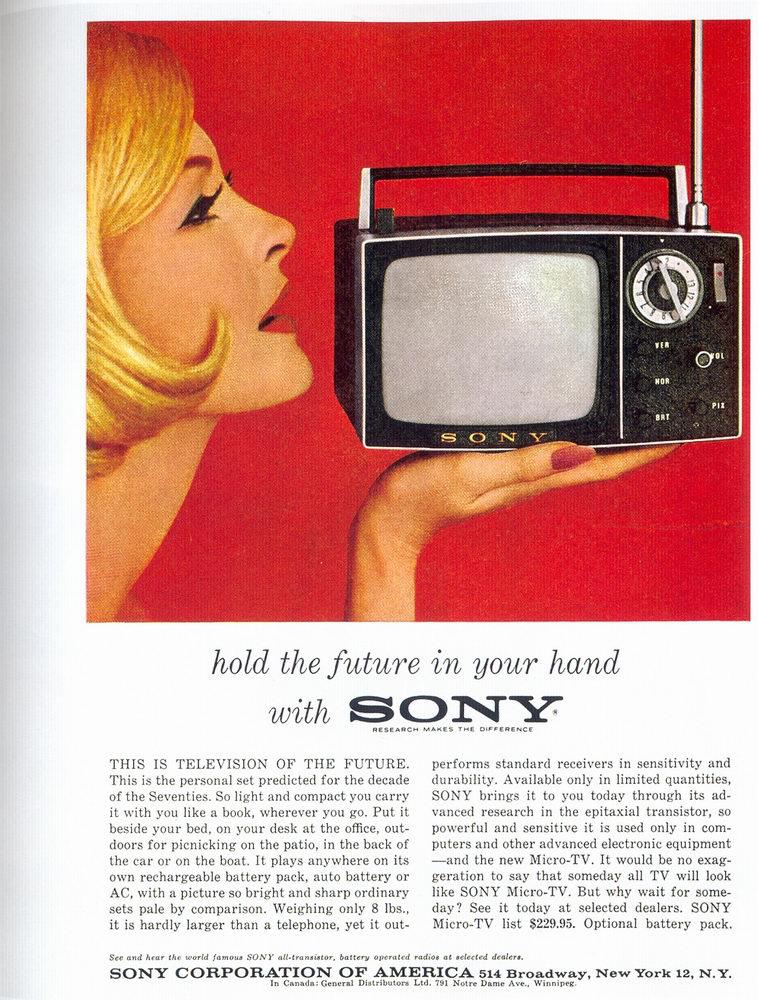 VER
VOL
HOR
PIX
BRT
SONY
hold the future in your hand
with SONY®
RESEARCH MAKES THE DIFFERENCE
THIS IS TELEVISION OF THE FUTURE.
This is the personal set predicted for the decade
of the Seventies. So light and compact you carry
it with you like a book, wherever you go. Put it
beside your bed, on your desk at the office, out-
doors for picnicking on the patio, in the back of
the car or on the boat. It plays anywhere on its
own rechargeable battery pack, auto battery or
AC, with a picture so bright and sharp ordinary
sets pale by comparison. Weighing only 8 lbs.,
it is hardly larger than a telephone, yet it out-
performs standard receivers in sensitivity and
durability. Available only in limited quantities,
SONY brings it to you today through its ad-
vanced research in the epitaxial transistor, so
powerful and sensitive it is used only in com-
puters and other advanced electronic equipment
—and the new Micro-TV. It would be no exag-
geration to say that someday all TV will look
like SONY Micro-TV. But why wait for some-
day? See it today at selected dealers. SONY
Micro-TV list $229.95. Optional battery pack.
See and hear the world famous SONY all-transistor, battery operated radios at selected dealers.
SONY CORPORATION OF AMERICA 514 Broadway, New York 12, N.Y.
In Canada: General Distributors Ltd. 791 Notre Dame Ave., Winnipeg.